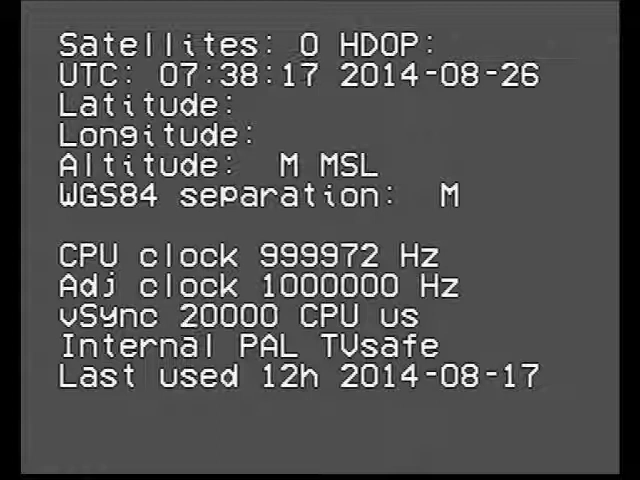 Satellites: 0 HDOP:
UTC: 07:38:17 2014-08-26
Latitude:
Longitude:
Altitude:  M MSL
WGS84 separation:  M
CPU clock 999972 Hz
Adj clock 1000000 Hz
vSync 20000 CPU us
Internal PAL TVsafe
Last used 12h 2014-08-17